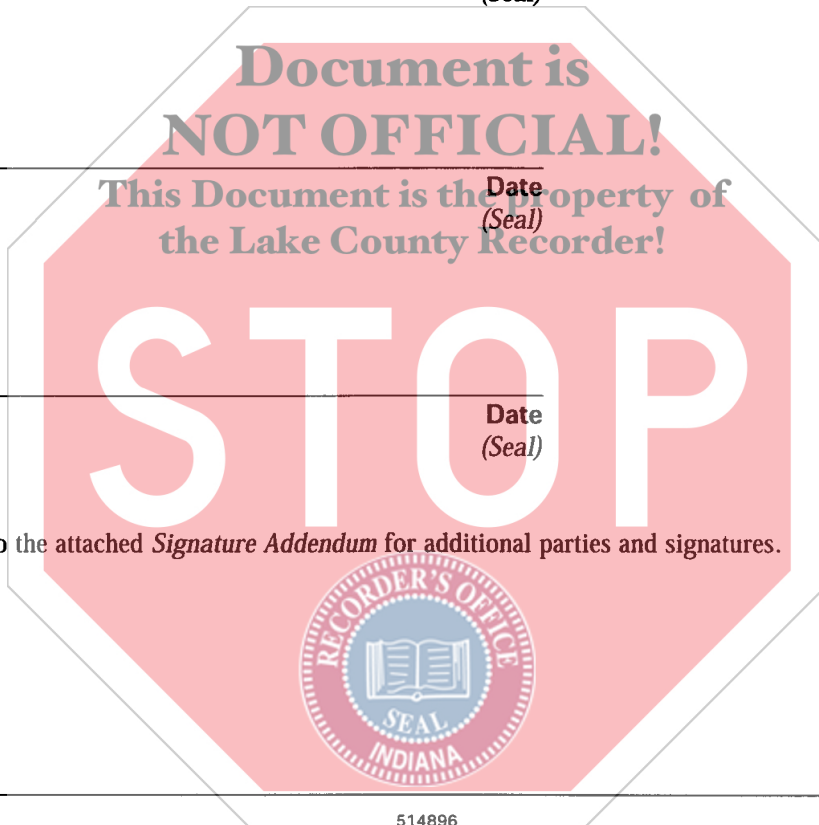 (Seal)
Document is
NOT OFFICIAL!
This Document is the property of
the Lake County Recorder!
Date
(Seal)
STOP
Date
(Seal)
the attached Signature Addendum for additional parties and signatures.
RECORDER'S OFFICE
SEAL
INDIANA
514896